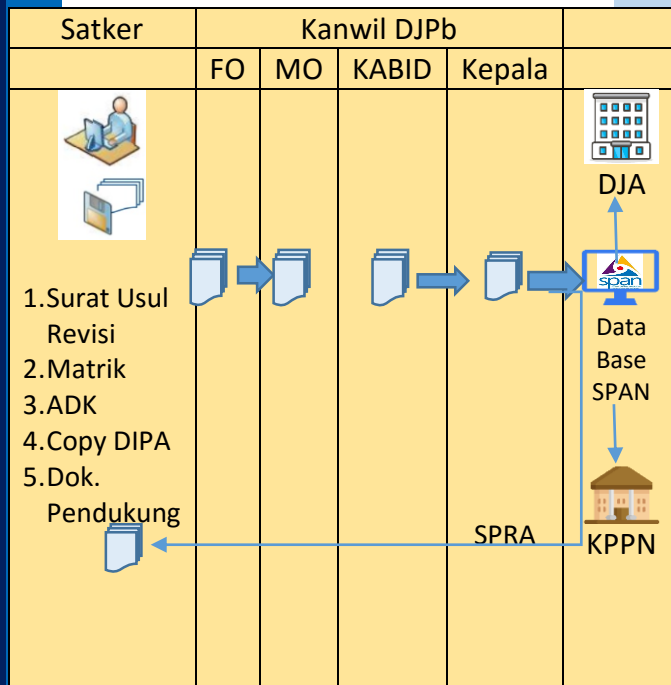 Satker
Kanwil DJPb
FO
MO
KABID
Kepala
DJA
span
1.Surat Usul
Revisi
2.Matrik
3.ADK
4.Copy DIPA
5.Dok.
Pendukung
Data
Base
SPAN
SPRA
KPPN